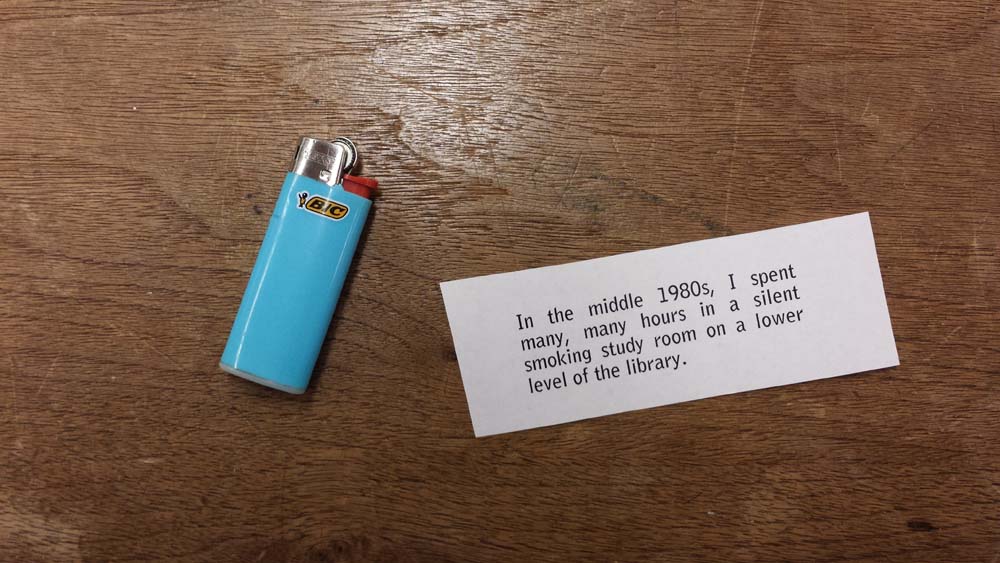 BIC
In the middle 1980s, I spent
many, many hours in a silent
smoking study room on a lower
level of the library.